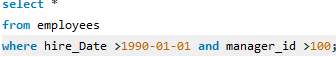 select *
from employees
where hire_Date >1990-01-01 and manager_id >100;